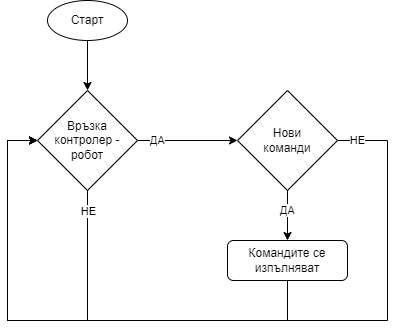 Старт
Връзка
контролер -
робот
ДА
Нови
команди
НЕ
НЕ
ДА
Командите се
изпълняват